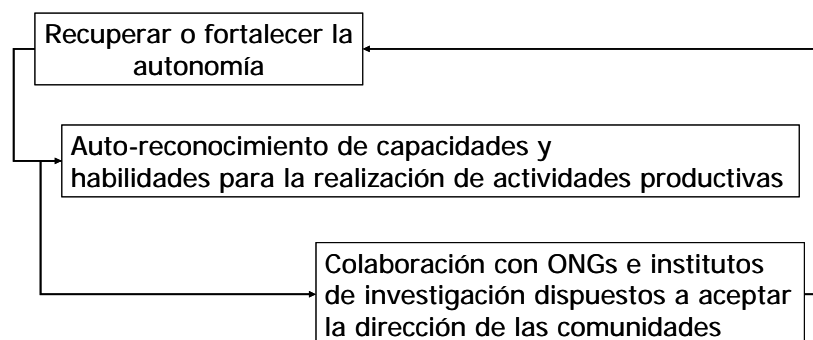 Recuperar o fortalecer la
autonomía
Auto-reconocimiento de capacidades y
habilidades para la realización de actividades productivas
Colaboración con ONGs e institutos
de investigación dispuestos a aceptar
la dirección de las comunidades